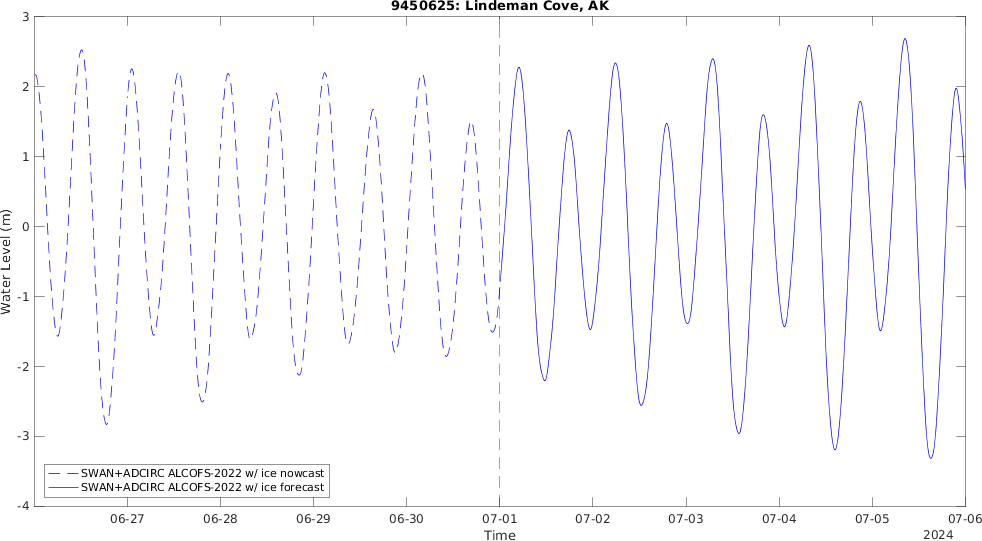 9450625: Lindeman Cove, AK
3
2
1
0
-1
-2
-3
-4
Water Level (m)
SWAN+ADCIRC ALCOFS-2022 w/ ice nowcast
SWAN+ADCIRC ALCOFS-2022 w/ ice forecast
06-27 06-28 06-29 06-30 07-01 07-02 07-03 07-04 07-05 07-06
Time
2024